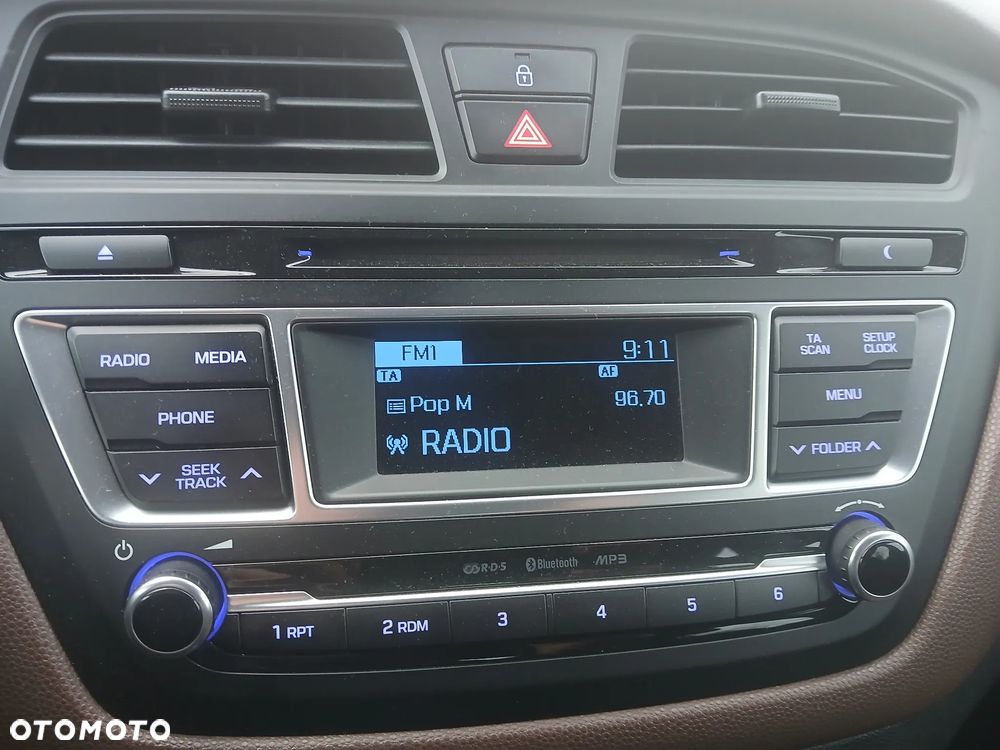 RADIO
MEDIA
PHONE
SEEK
TRACK
FM1
9:11
TA
AF
Pop M
96.70
RADIO
TA
SCAN
SETUP
CLOCK
MENU
FOLDER
R·D·S
Bluetooth
MP3
1 RPT
2 RDM
3
4
5
6
OTOMOTO